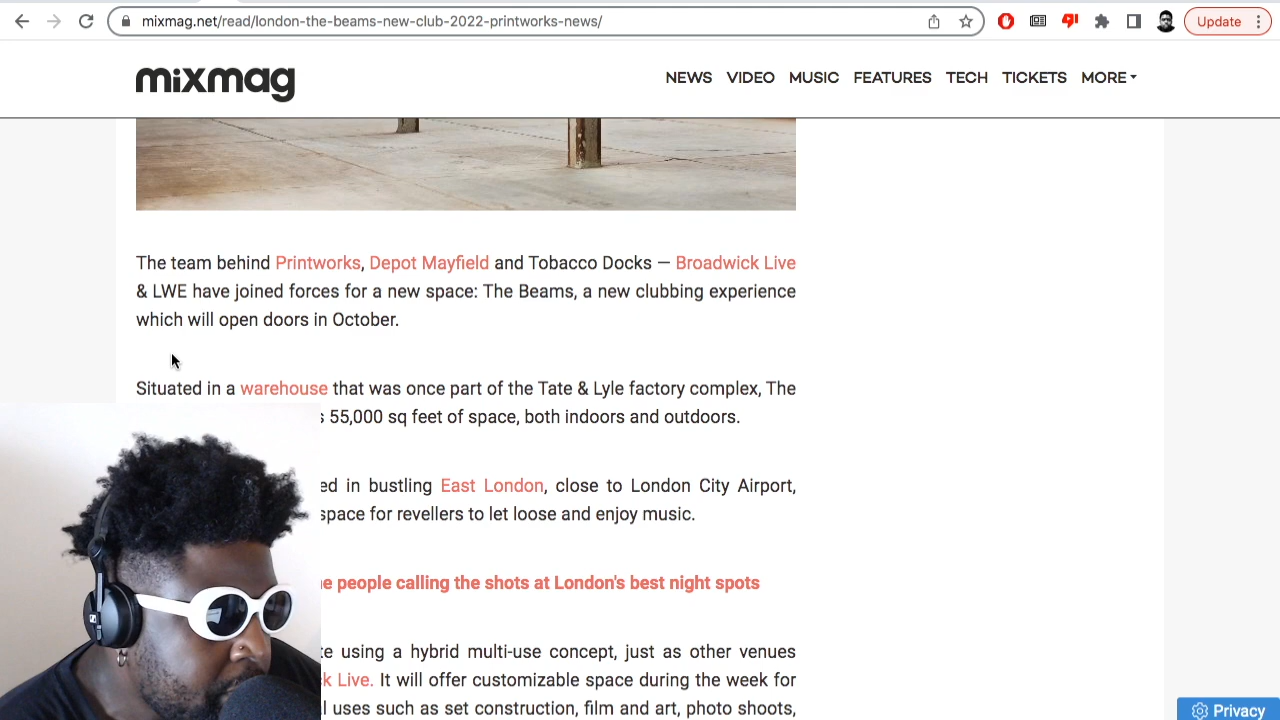 mixmag.net/read/london-the-beams-new-club-2022-printworks-news/
Update
mixmag
NEWS VIDEO MUSIC FEATURES TECH TICKETS MORE
The team behind Printworks, Depot Mayfield and Tobacco Docks — Broadwick Live
& LWE have joined forces for a new space: The Beams, a new clubbing experience
which will open doors in October.
Situated in a warehouse that was once part of the Tate & Lyle factory complex, The
55,000 sq feet of space, both indoors and outdoors.
ed in bustling East London, close to London City Airport,
space for revellers to let loose and enjoy music.
people calling the shots at London's best night spots
using a hybrid multi-use concept, just as other venues
k Live. It will offer customizable space during the week for
uses such as set construction, film and art, photo shoots,
Privacy